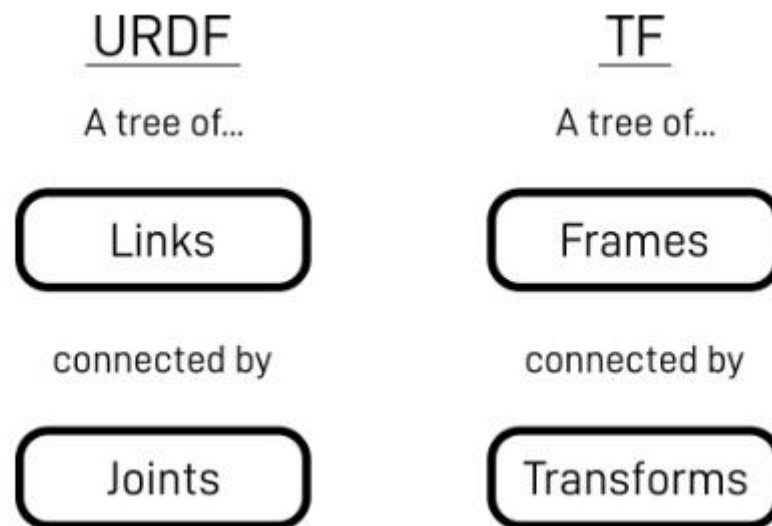 URDF
A tree of...
Links
connected by
Joints
TF
A tree of...
Frames
connected by
Transforms